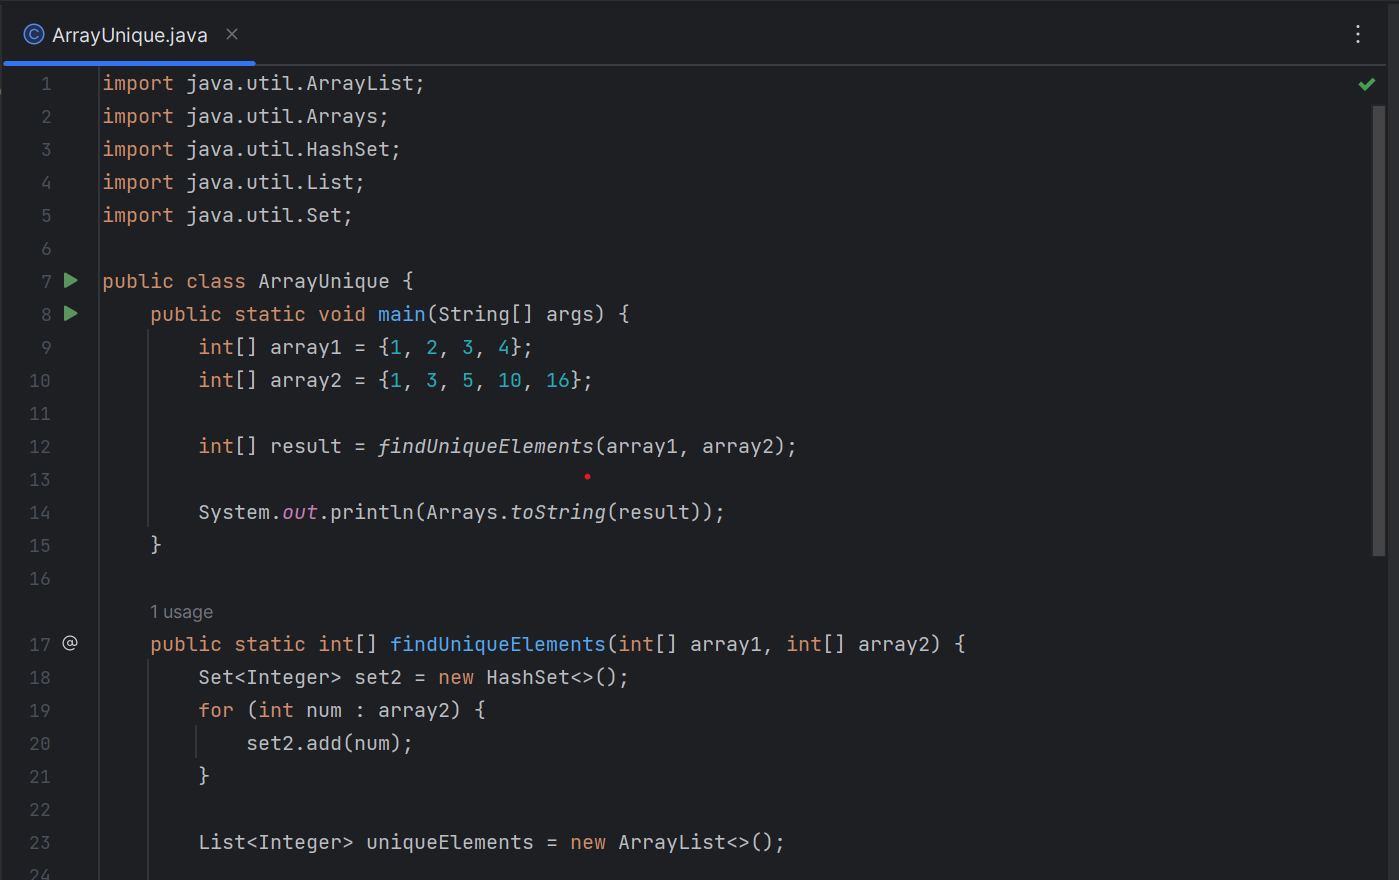 ArrayUnique.java
1 import java.util.ArrayList;
2 import java.util.Arrays;
3 import java.util.HashSet;
4 import java.util.List;
5 import java.util.Set;
6
7 public class ArrayUnique {
8 public static void main(String[] args) {
9 int[] array1 = {1, 2, 3, 4};
10 int[] array2 = {1, 3, 5, 10, 16};
11
12 int[] result = findUniqueElements(array1, array2);
13
14 System.out.println(Arrays.toString(result));
15 }
16
1 usage
17 @ public static int[] findUniqueElements(int[] array1, int[] array2) {
18 Set<Integer> set2 = new HashSet<>();
19 for (int num : array2) {
20 set2.add(num);
21 }
22
23 List<Integer> uniqueElements = new ArrayList<>();
24